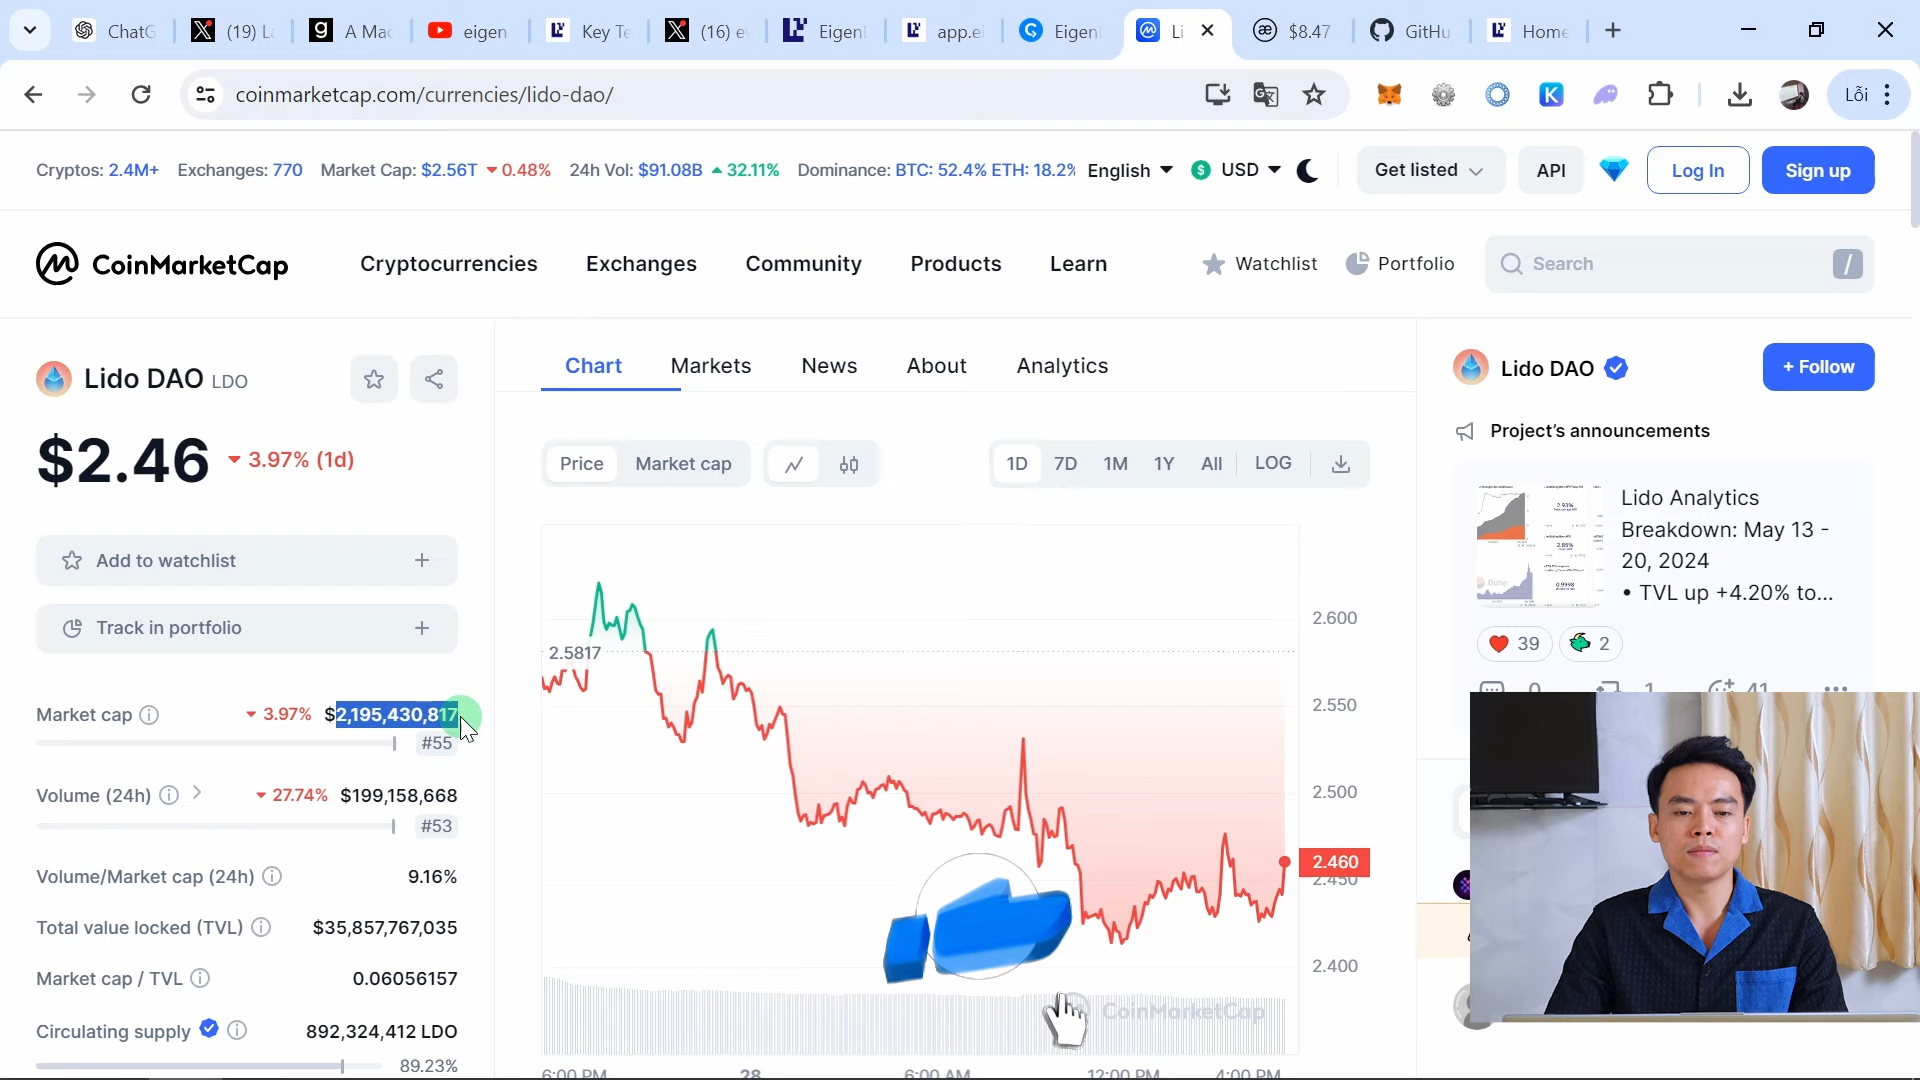 ChatG
(19) L
A Mac
eigen
Key Te
(16) e
Eigenl
app.ei
Eigenl
Li
$8.47
GitHu
Home
coinmarketcap.com/currencies/lido-dao/
Lỗi
Cryptos: 2.4M+ Exchanges: 770 Market Cap: $2.56T 0.48% 24h Vol: $91.08B 32.11% Dominance: BTC: 52.4% ETH: 18.2%
English
USD
Get listed
API
Log In
Sign up
CoinMarketCap
Cryptocurrencies
Exchanges
Community
Products
Learn
Watchlist
Portfolio
Search
/
Lido DAO LDO
$2.46 3.97% (1d)
Add to watchlist
Track in portfolio
Market cap 3.97% $2,195,430,817
#55
Volume (24h) 27.74% $199,158,668
#53
Volume/Market cap (24h) 9.16%
Total value locked (TVL) $35,857,767,035
Market cap / TVL 0.06056157
Circulating supply 892,324,412 LDO
89.23%
Chart Markets News About Analytics
Price Market cap
1D 7D 1M 1Y All LOG
2.5817
2.600
2.550
2.500
2.460
2.450
2.400
CoinMarketCap
6:00 PM 28 6:00 AM 12:00 PM 4:00 PM
Lido DAO
+ Follow
Project's announcements
Lido Analytics
Breakdown: May 13 -
20, 2024
• TVL up +4.20% to...
39
2
0 1 41